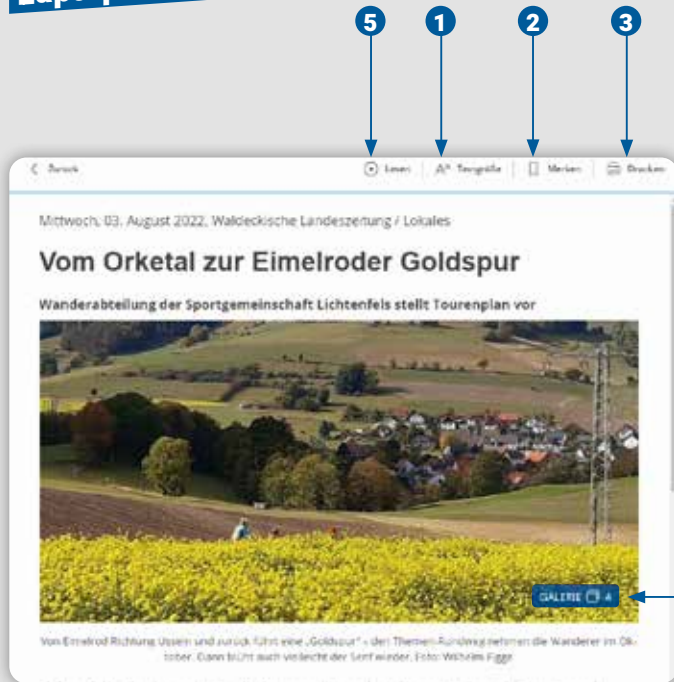 5 1 2 3
Zurück Lesen Textgröße Merken Drucken
Mittwoch, 03. August 2022, Waldeckische Landeszeitung / Lokales
Vom Orketal zur Eimelroder Goldspur
Wanderabteilung der Sportgemeinschaft Lichtenfels stellt Tourenplan vor
GALERIE 4
Von Eimelrod Richtung Usseln und zurück führt eine „Goldspur“ – den Themen-Rundweg nehmen die Wanderer im Ok-
tober. Dann blüht auch vielleicht der Senf wieder. Foto: Wilhelm Figge